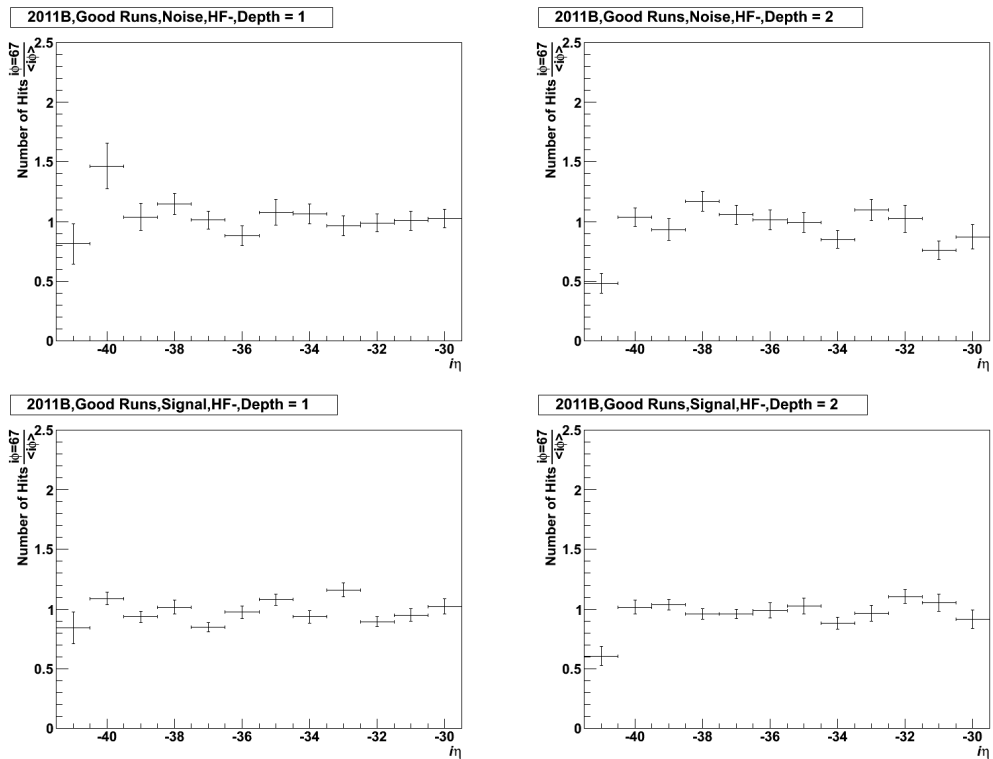 2011B,Good Runs,Noise,HF-,Depth = 1
Number of Hits iφ=67
<iφ>
2.5
2
1.5
1
0.5
0
-40 -38 -36 -34 -32 -30
iη
2011B,Good Runs,Noise,HF-,Depth = 2
Number of Hits iφ=67
<iφ>
2.5
2
1.5
1
0.5
0
-40 -38 -36 -34 -32 -30
iη
2011B,Good Runs,Signal,HF-,Depth = 1
Number of Hits iφ=67
<iφ>
2.5
2
1.5
1
0.5
0
-40 -38 -36 -34 -32 -30
iη
2011B,Good Runs,Signal,HF-,Depth = 2
Number of Hits iφ=67
<iφ>
2.5
2
1.5
1
0.5
0
-40 -38 -36 -34 -32 -30
iη